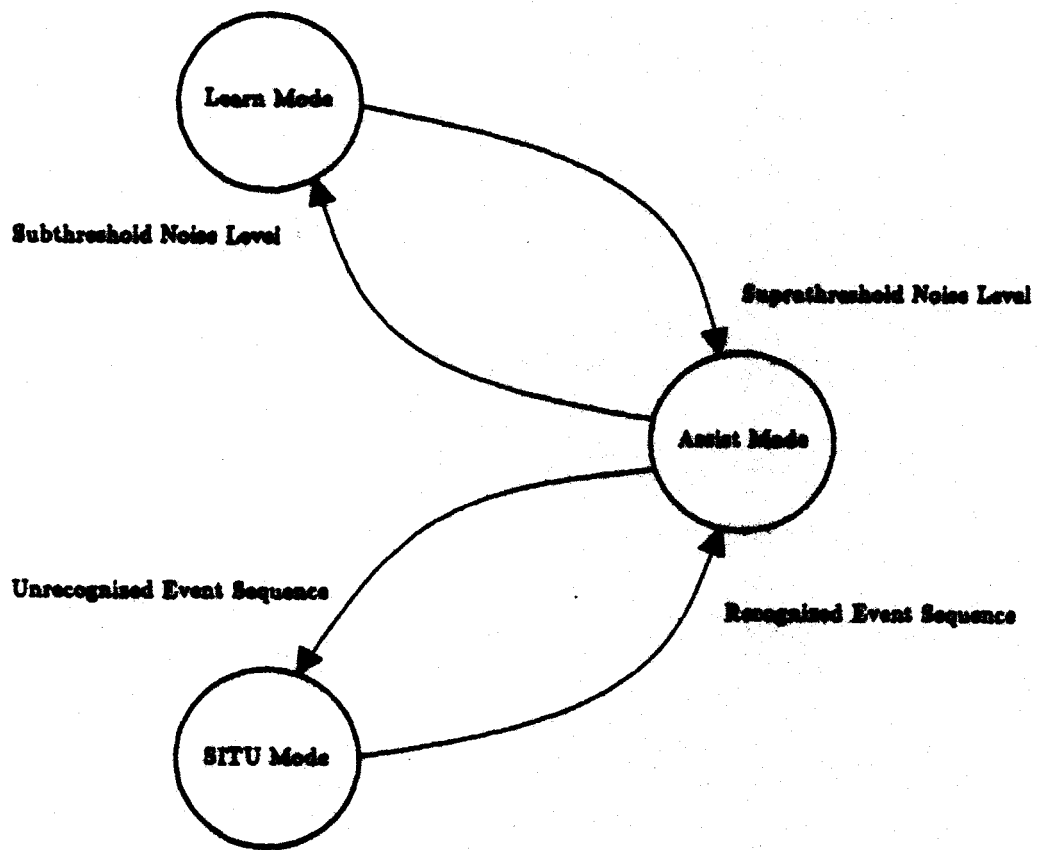 Learn Mode
Subthreshold Noise Level
Suprathreshold Noise Level
Assist Mode
Unrecognized Event Sequence
Recognized Event Sequence
SITU Mode